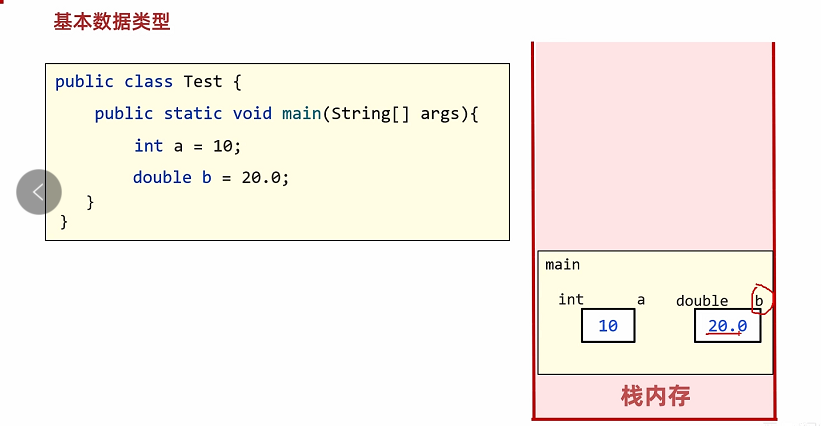 基本数据类型
public class Test {
public static void main(String[] args){
int a = 10;
double b = 20.0;
}
}
main
int a double b
10 20.0
栈内存